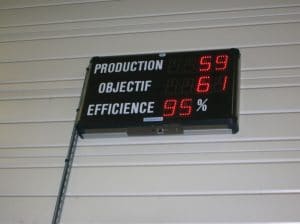 PRODUCTION 59
OBJECTIF 61
EFFICIENCE 95 %